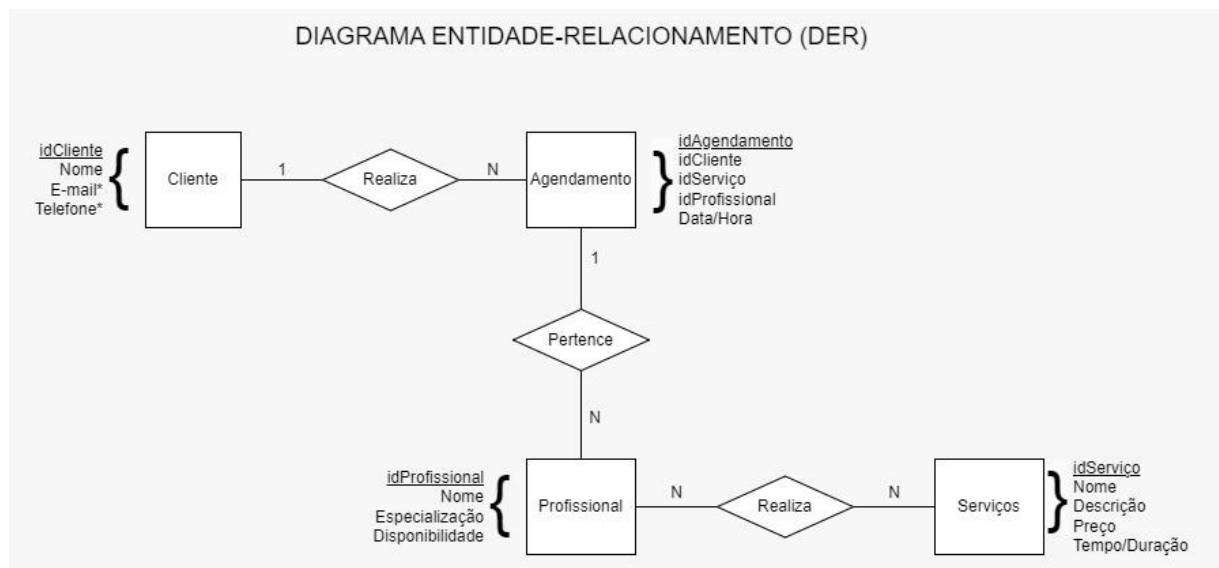 DIAGRAMA ENTIDADE-RELACIONAMENTO (DER)
idCliente
Nome
E-mail*
Telefone*
Cliente
1
Realiza
N
Agendamento
idAgendamento
idCliente
idServiço
idProfissional
Data/Hora
1
Pertence
N
idProfissional
Nome
Especialização
Disponibilidade
Profissional
N
Realiza
N
Serviços
idServiço
Nome
Descrição
Preço
Tempo/Duração